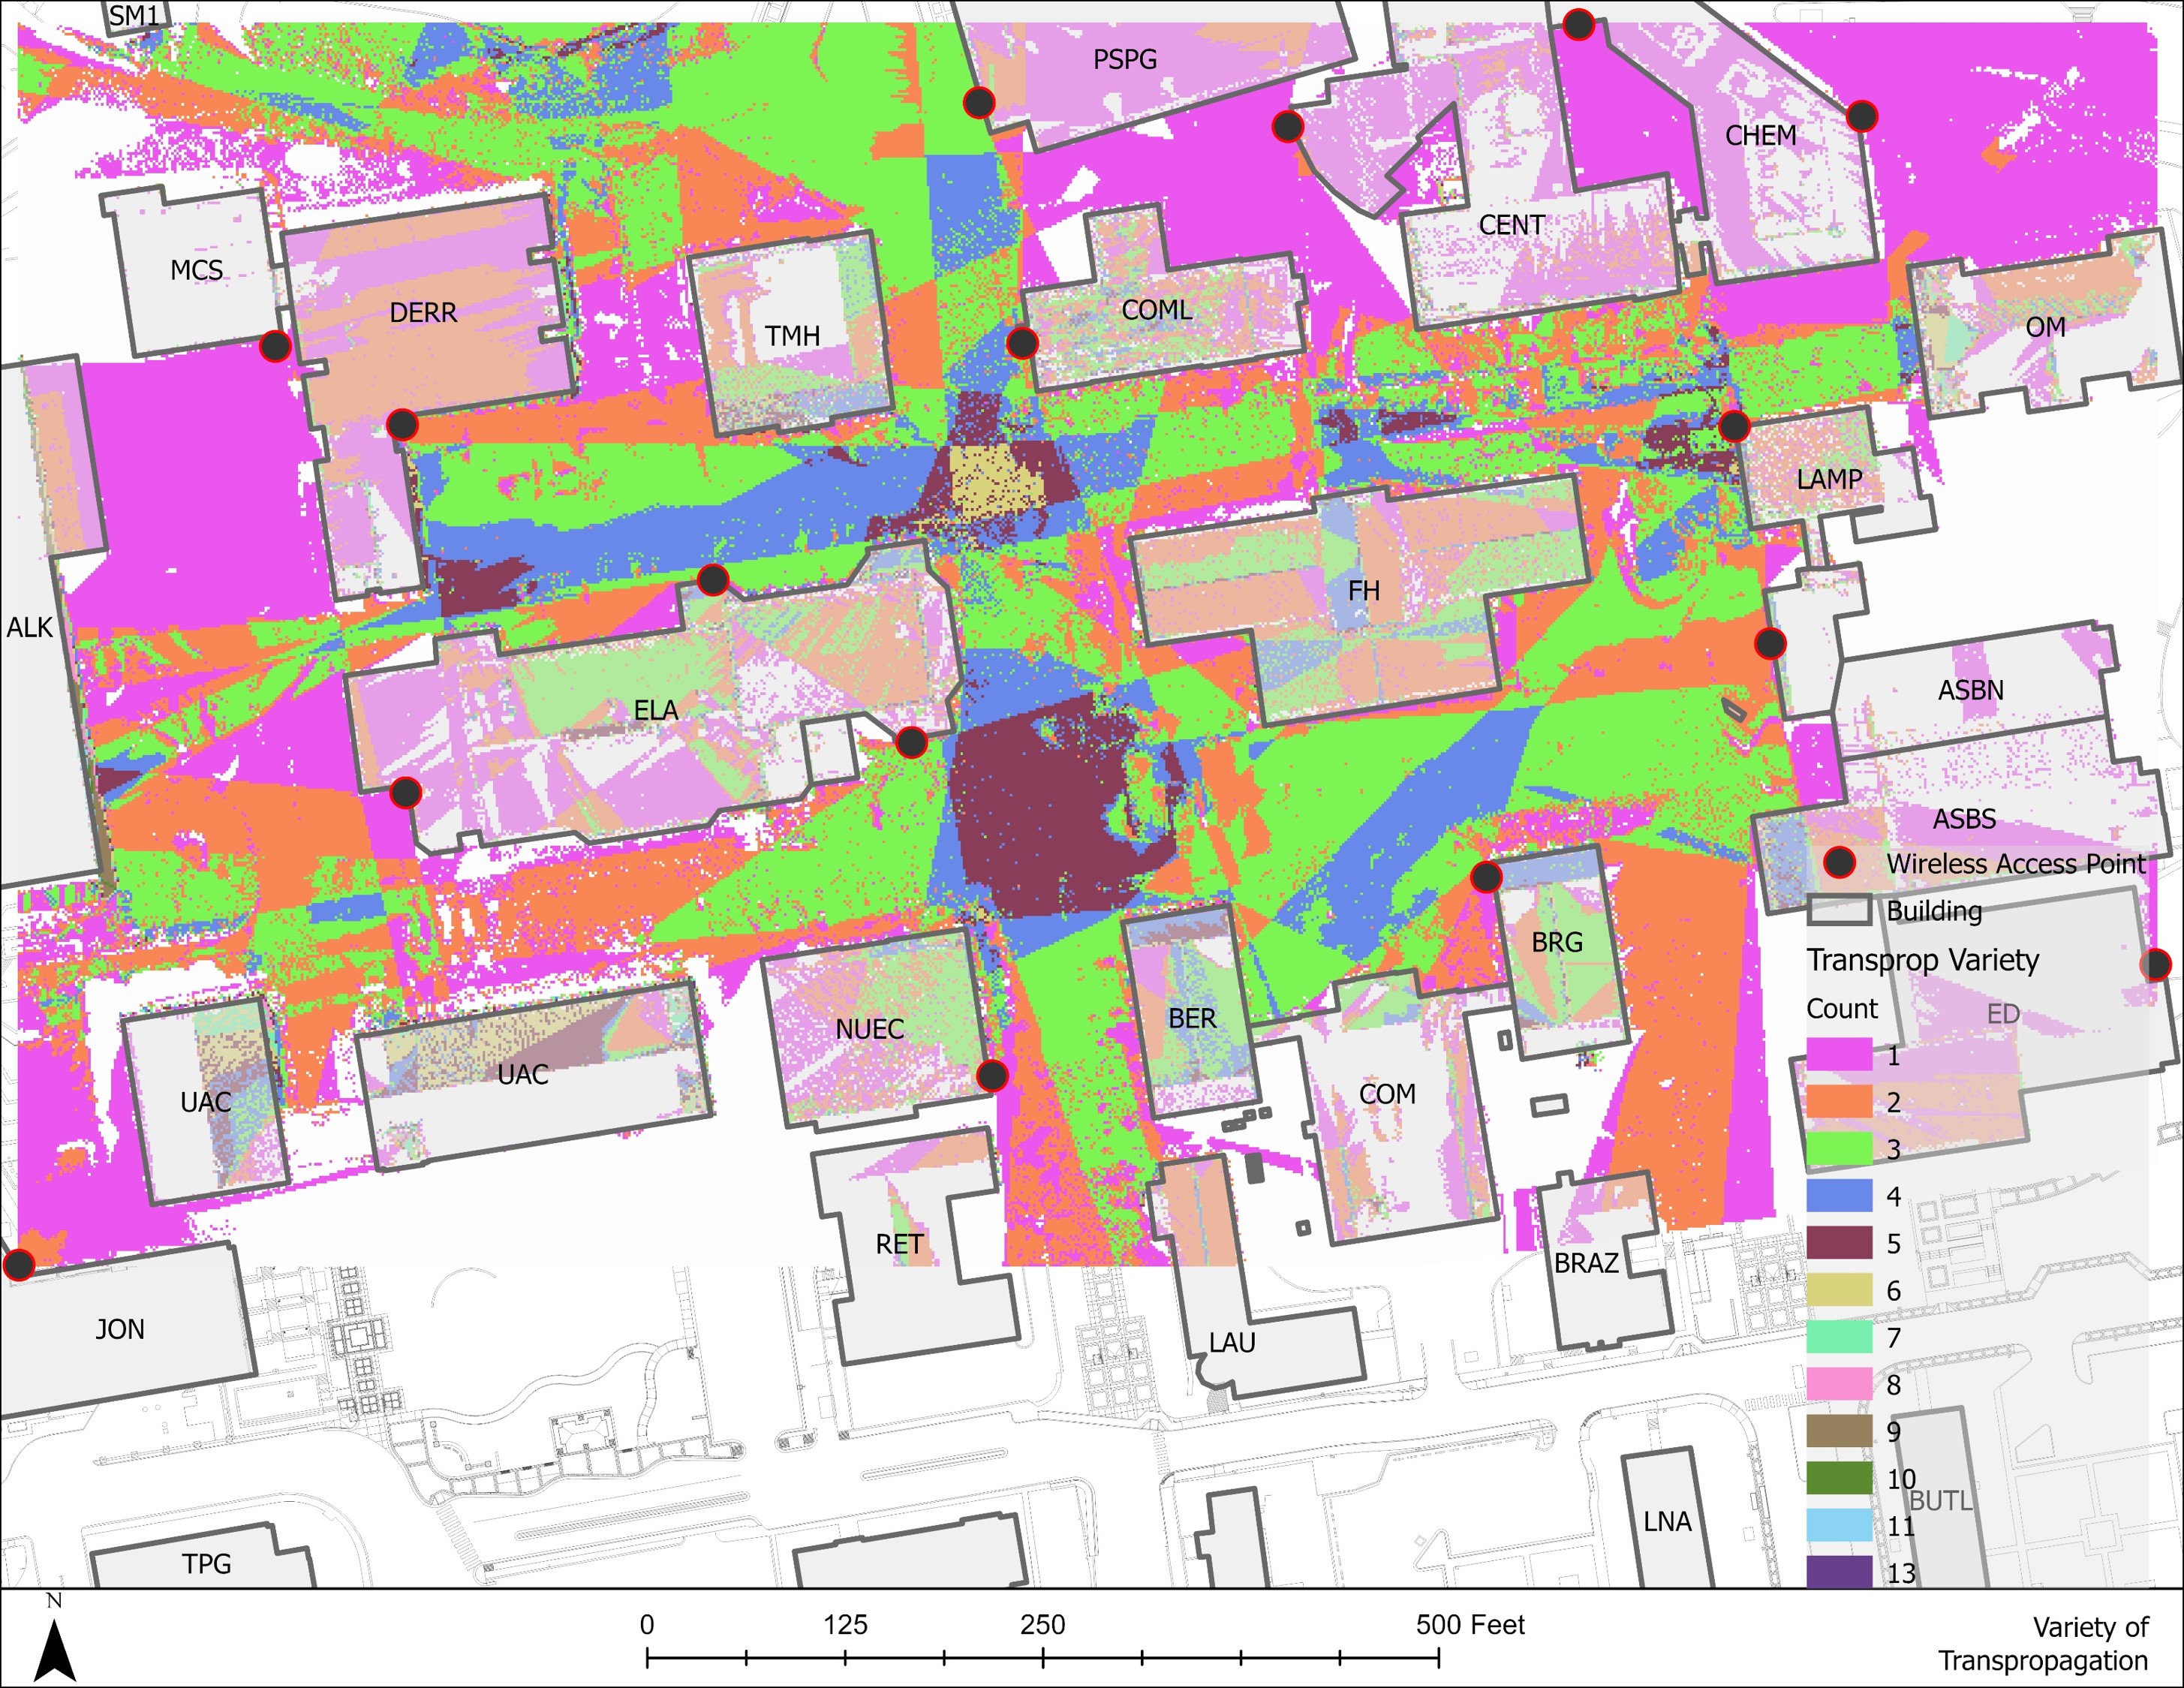 SM1
PSPG
CHEM
CENT
MCS
DERR
TMH
COML
OM
LAMP
FH
ALK
ELA
ASBN
ASBS
Wireless Access Point
Building
Transprop Variety
Count
1
2
3
4
5
6
7
8
9
10
11
13
BRG
ED
NUEC
BER
UAC
UAC
COM
RET
BRAZ
JON
LAU
BUTL
LNA
TPG
N
0 125 250 500 Feet
Variety of
Transpropagation